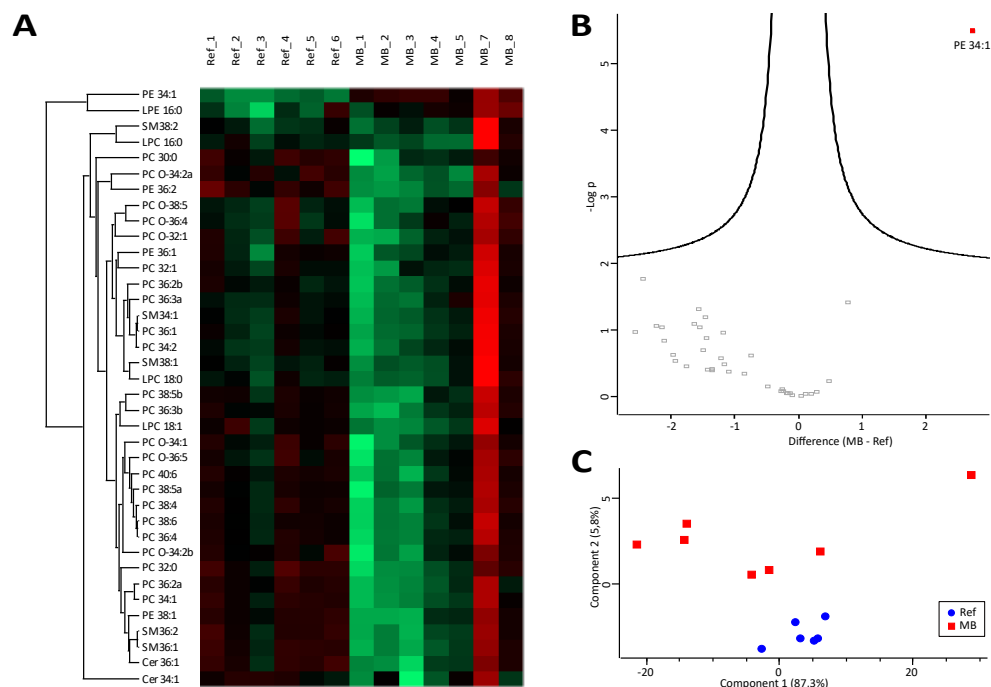 A
Ref_1
Ref_2
Ref_3
Ref_4
Ref_5
Ref_6
MB_1
MB_2
MB_3
MB_4
MB_5
MB_7
MB_8
PE 34:1
LPE 16:0
SM38:2
LPC 16:0
PC 30:0
PC O-34:2a
PE 36:2
PC O-38:5
PC O-36:4
PC O-32:1
PE 36:1
PC 32:1
PC 36:2b
PC 36:3a
SM34:1
PC 36:1
PC 34:2
SM38:1
LPC 18:0
PC 38:5b
PC 36:3b
LPC 18:1
PC O-34:1
PC O-36:5
PC 40:6
PC 38:5a
PC 38:4
PC 38:6
PC 36:4
PC O-34:2b
PC 32:0
PC 36:2a
PC 34:1
PE 38:1
SM36:2
SM36:1
Cer 36:1
Cer 34:1
B
PE 34:1
5
4
3
2
1
0
-Log p
-2
-1
0
1
2
Difference (MB - Ref)
C
5
0
Component 2 (5,8%)
Ref
MB
-20
0
20
Component 1 (87,3%)